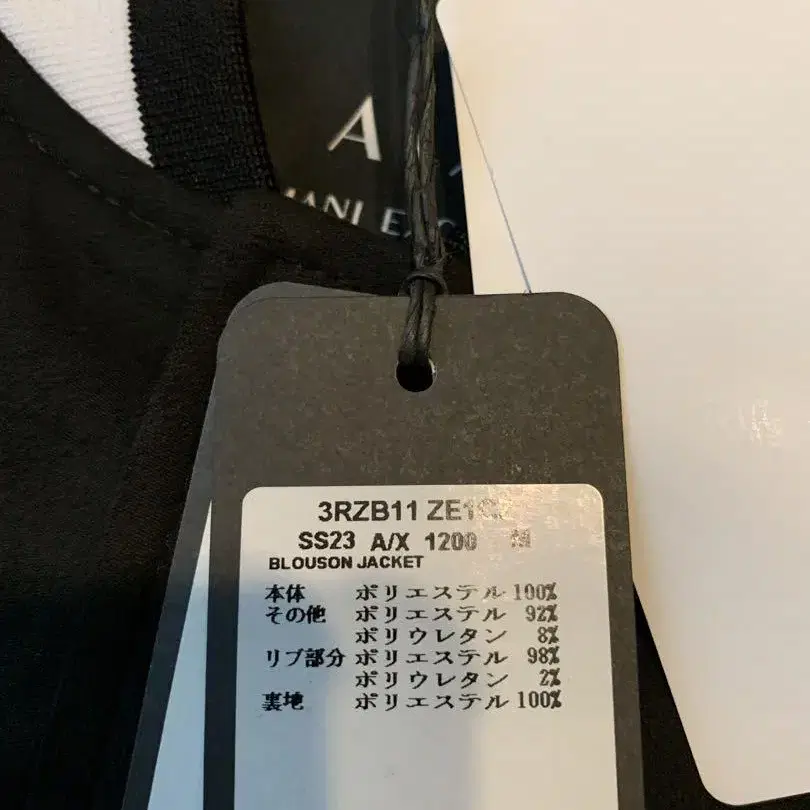 A
MANI EXC
3RZB11
SS23 A/X 1200 M
BLOUSON JACKET
本体 ポリエステル 100%
その他 ポリエステル 92%
ポリウレタン 8%
リブ部分 ポリエステル 98%
ポリウレタン 2%
裏地 ポリエステル 100%